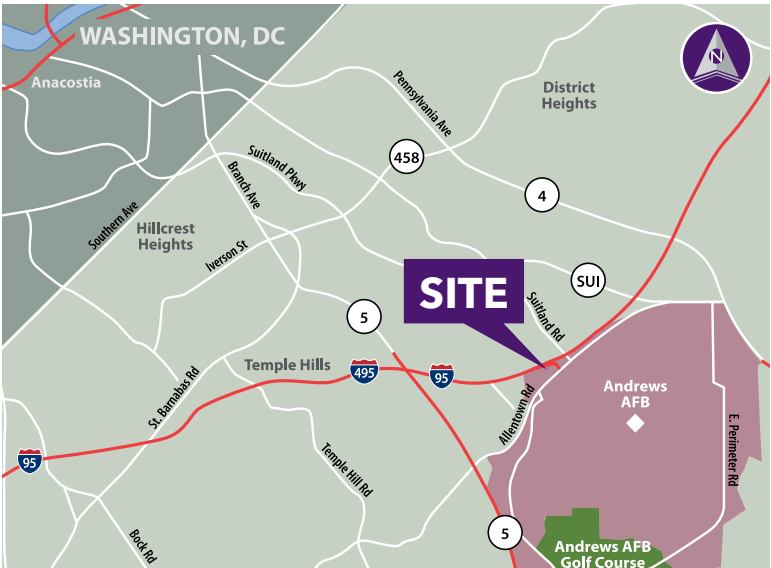 WASHINGTON, DC
N
Anacostia
Pennsylvania Ave
District
Heights
458
Suitland Pkwy
Branch Ave
4
Southern Ave
Hillcrest
Heights
Iverson St
SUI
SITE
Suitland Rd
5
Temple Hills
495
95
St. Barnabas Rd
Andrews
AFB
Allentown Rd
E. Perimeter Rd
95
Temple Hill Rd
5
Bock Rd
Andrews AFB
Golf Course